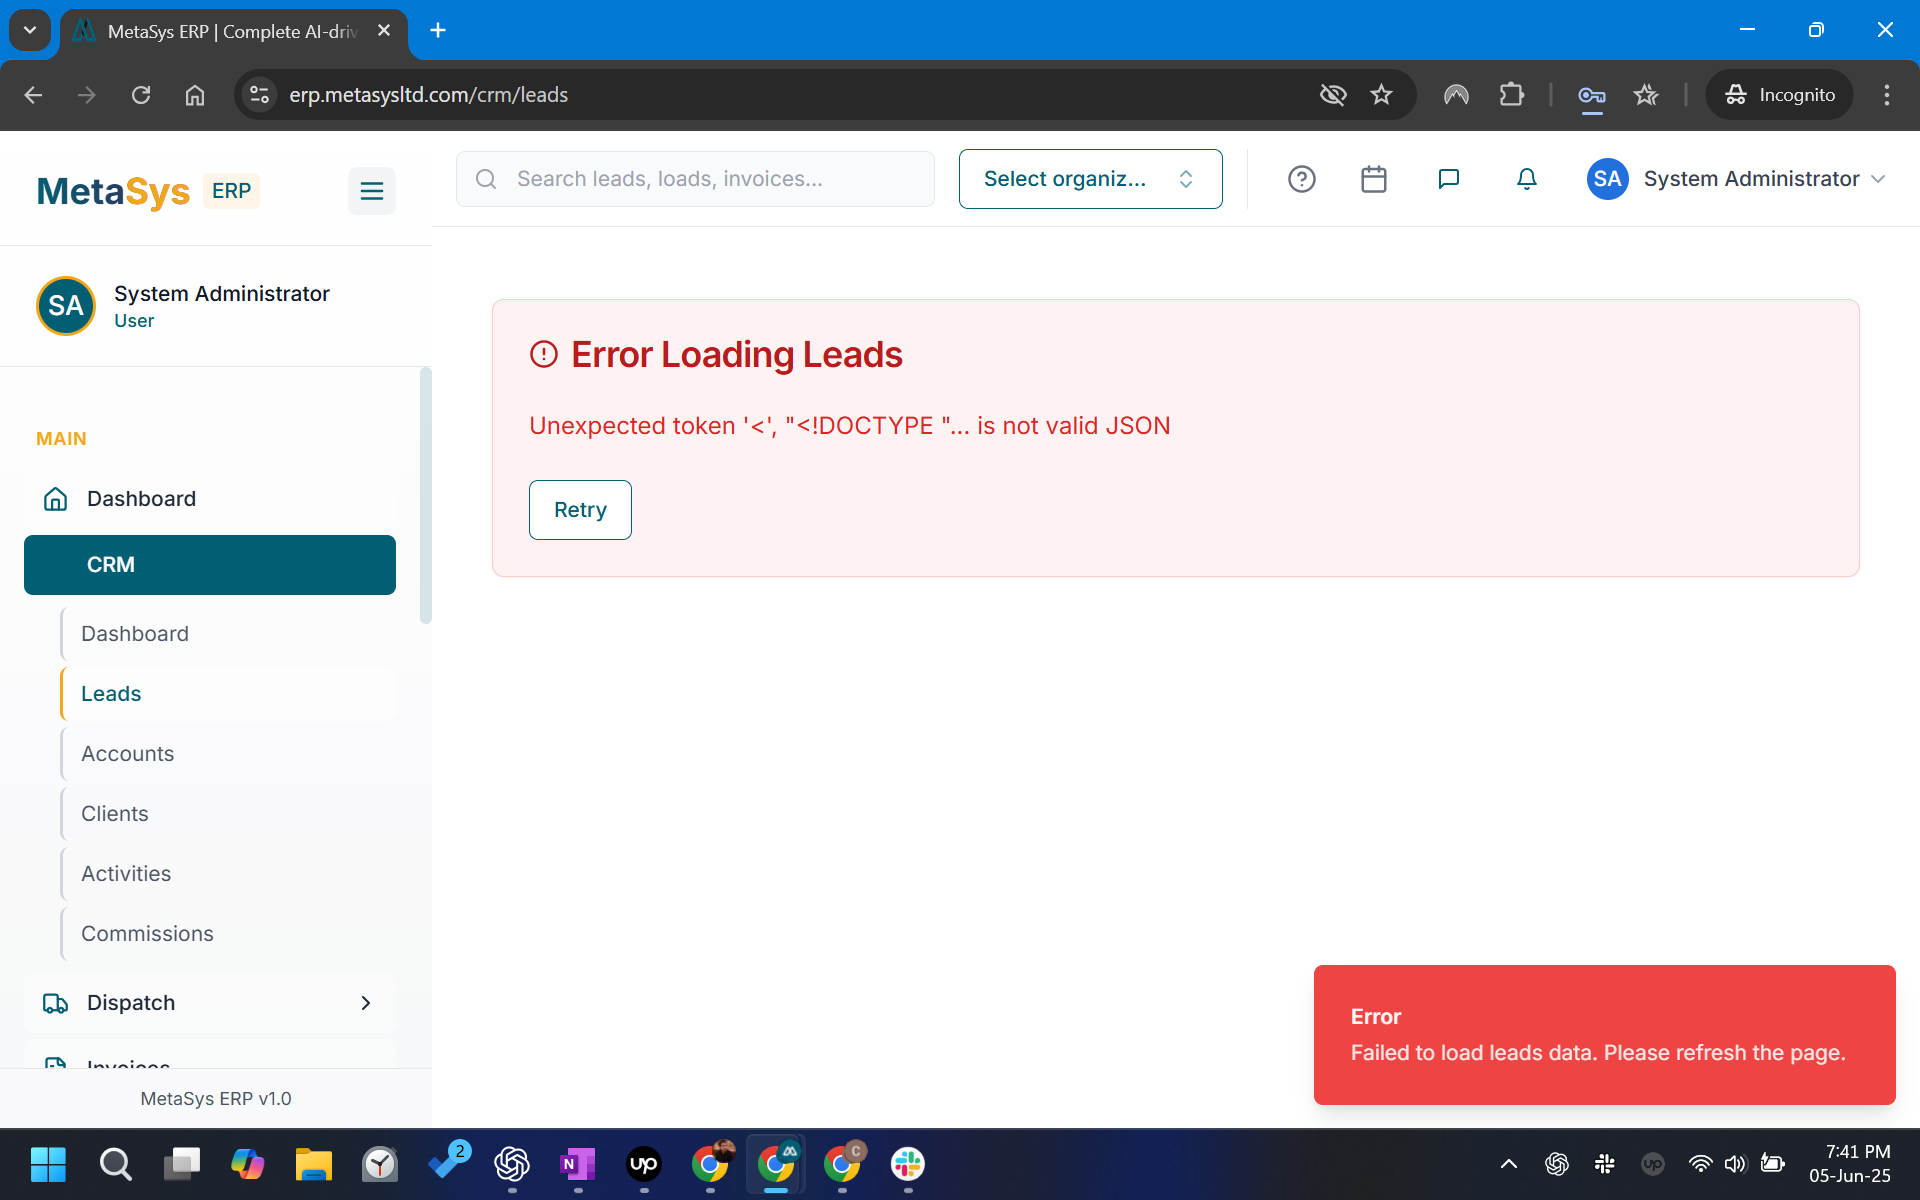 MetaSys ERP | Complete AI-driv
erp.metasysltd.com/crm/leads
Incognito
MetaSys ERP
Search leads, loads, invoices...
Select organiz...
SA
System Administrator
SA
System Administrator
User
MAIN
Dashboard
CRM
Dashboard
Leads
Accounts
Clients
Activities
Commissions
Dispatch
Invoices
MetaSys ERP v1.0
Error Loading Leads
Unexpected token '<', "<!DOCTYPE "... is not valid JSON
Retry
Error
Failed to load leads data. Please refresh the page.
2
N
up
C
up
7:41 PM
05-Jun-25